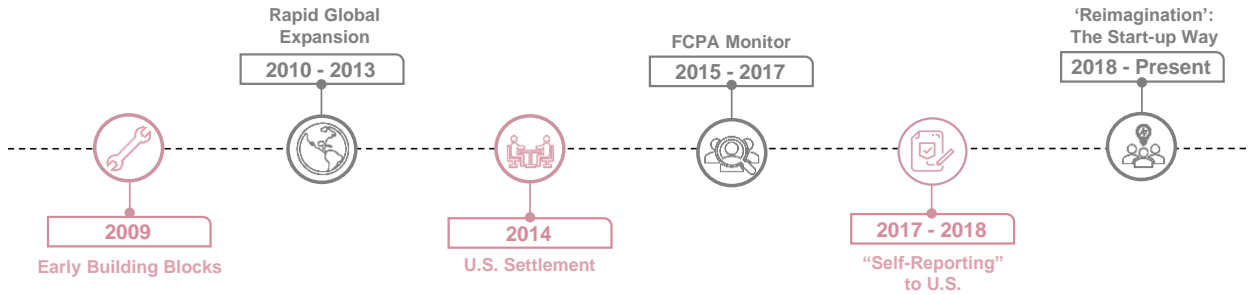 Rapid Global
Expansion
2010 - 2013
FCPA Monitor
2015 - 2017
‘Reimagination’:
The Start-up Way
2018 - Present
2009
Early Building Blocks
2014
U.S. Settlement
2017 - 2018
“Self-Reporting”
to U.S.